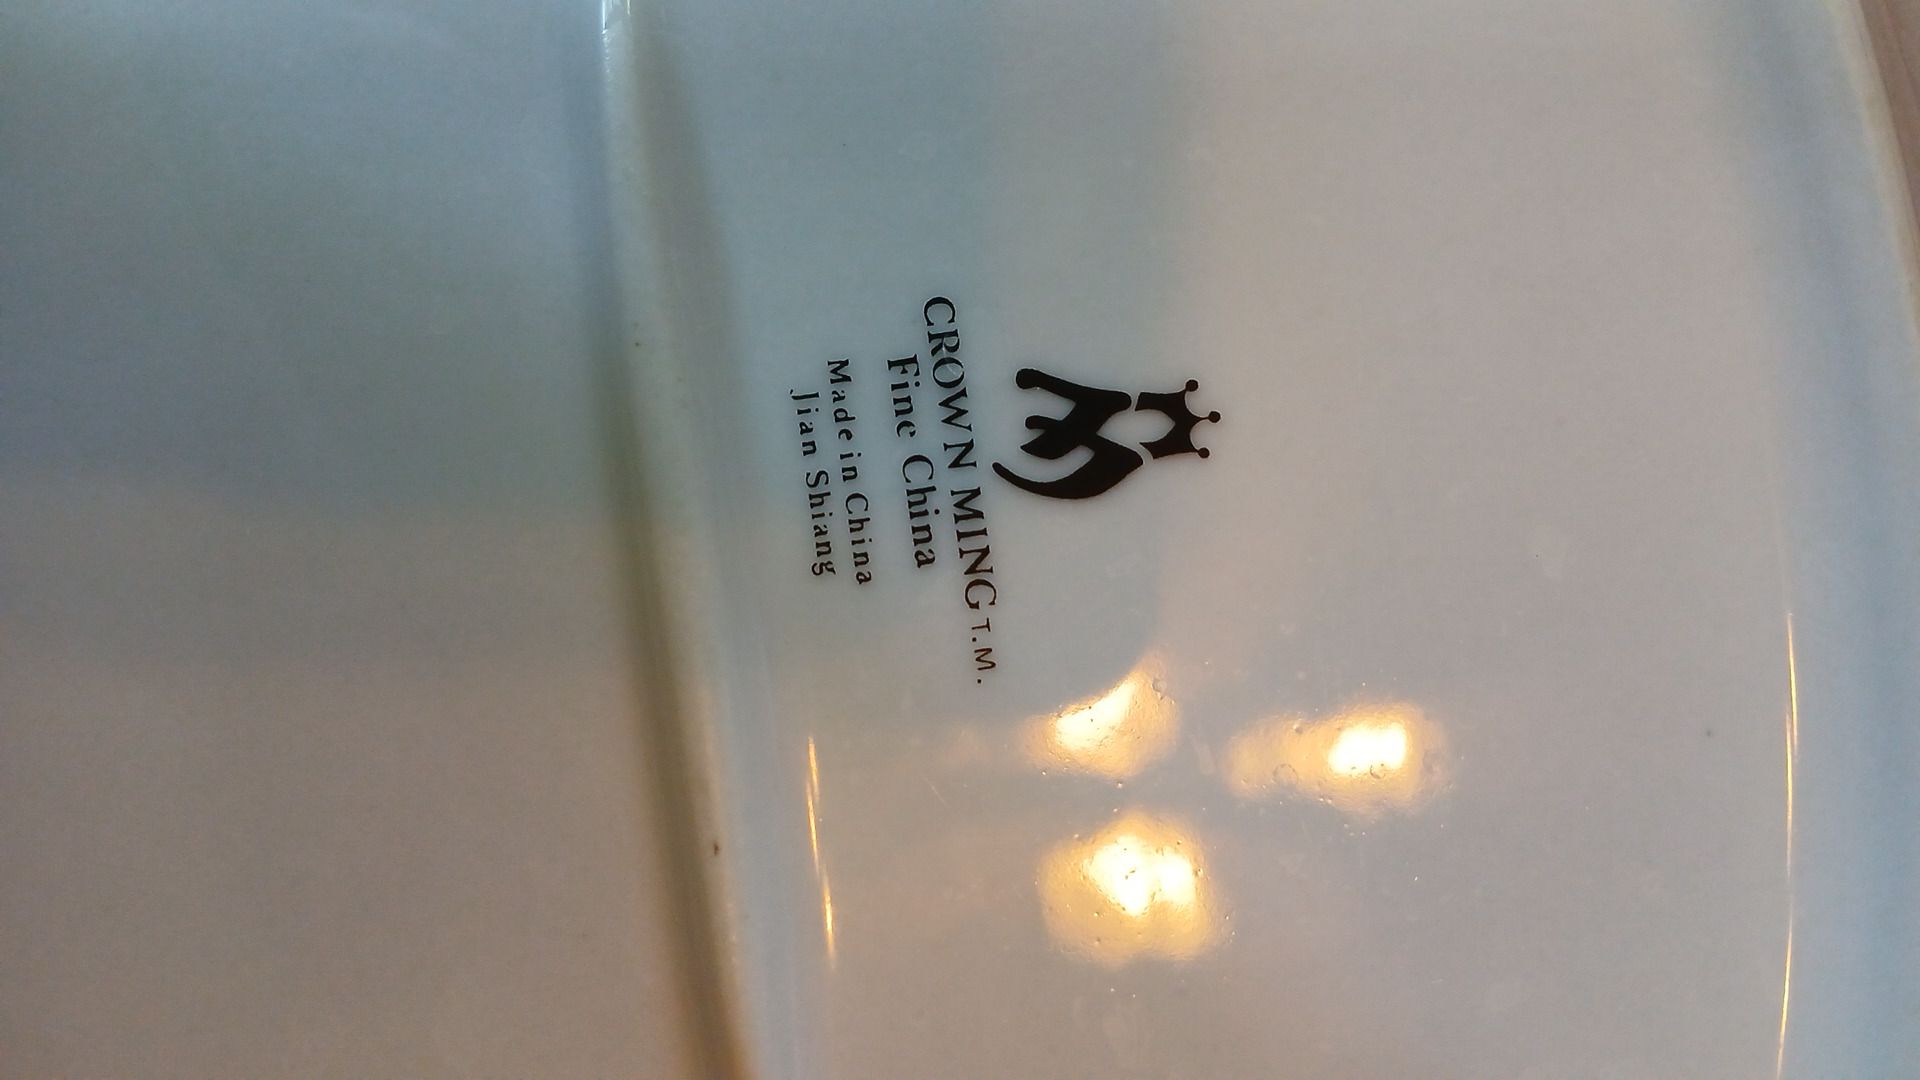 CROWN MING T.M.
Fine China
Made in China
Jian Shiang